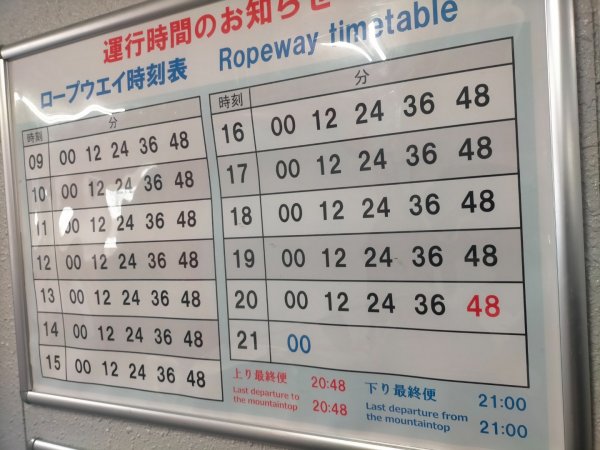 運行時間のお知らせ
ロープウエイ時刻表 Ropeway timetable
時刻 分
09 00 12 24 36 48
10 00 12 24 36 48
11 00 12 24 36 48
12 00 12 24 36 48
13 00 12 24 36 48
14 00 12 24 36 48
15 00 12 24 36 48
時刻 分
16 00 12 24 36 48
17 00 12 24 36 48
18 00 12 24 36 48
19 00 12 24 36 48
20 00 12 24 36 48
21 00
上り最終便 20:48
Last departure to
the mountaintop 20:48
下り最終便 21:00
Last departure from
the mountaintop 21:00